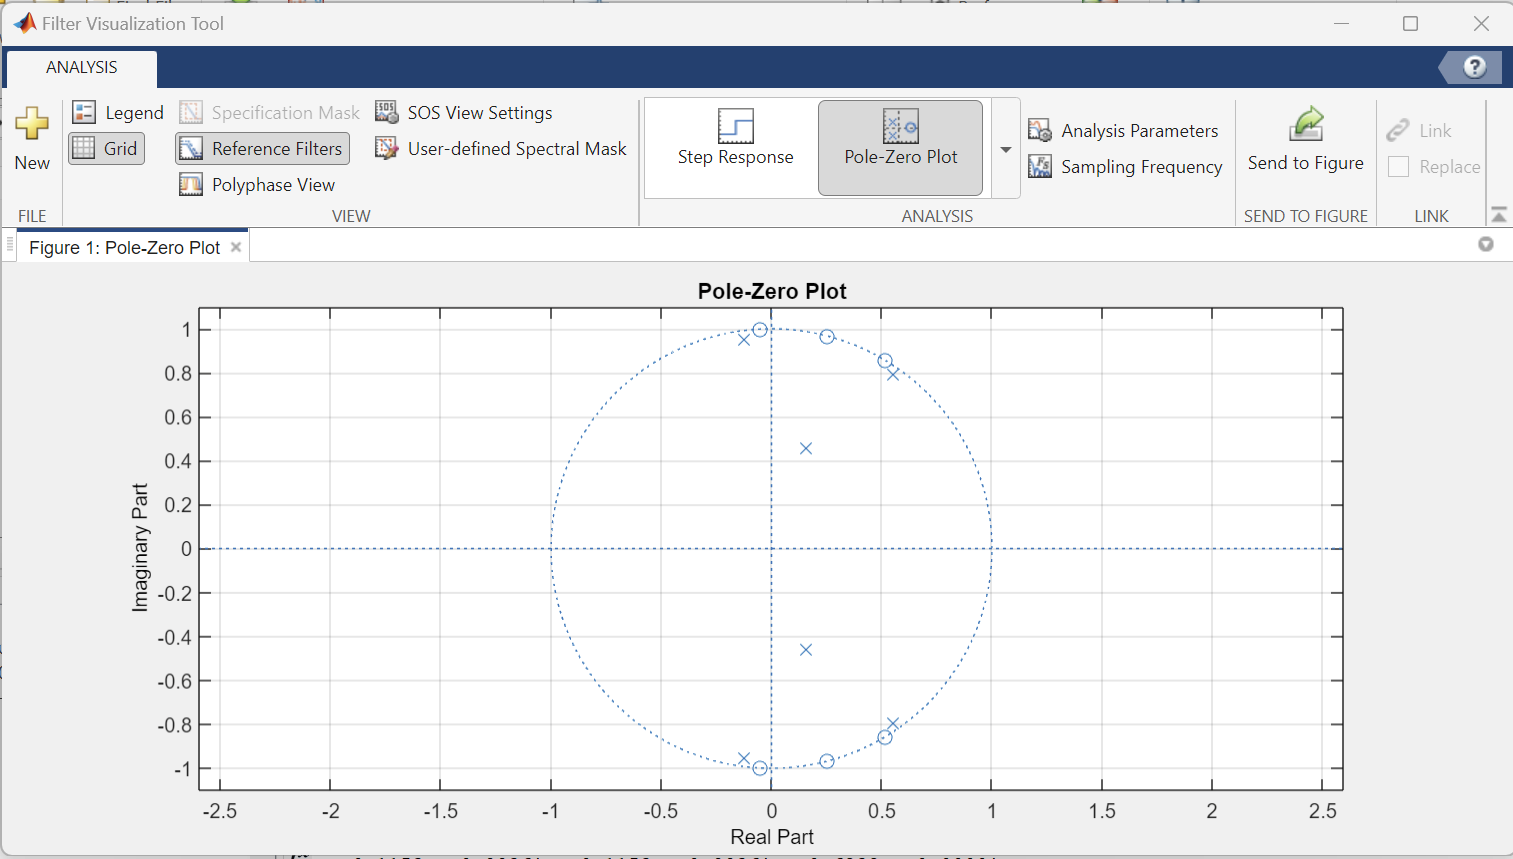 Filter Visualization Tool
ANALYSIS
?
New
Legend
Grid
Specification Mask
Reference Filters
Polyphase View
SOS View Settings
User-defined Spectral Mask
Step Response
Pole-Zero Plot
Analysis Parameters
Fs Sampling Frequency
Send to Figure
Link
Replace
FILE
VIEW
ANALYSIS
SEND TO FIGURE
LINK
Figure 1: Pole-Zero Plot
Pole-Zero Plot
Imaginary Part
1
0.8
0.6
0.4
0.2
0
-0.2
-0.4
-0.6
-0.8
-1
-2.5 -2 -1.5 -1 -0.5 0 0.5 1 1.5 2 2.5
Real Part